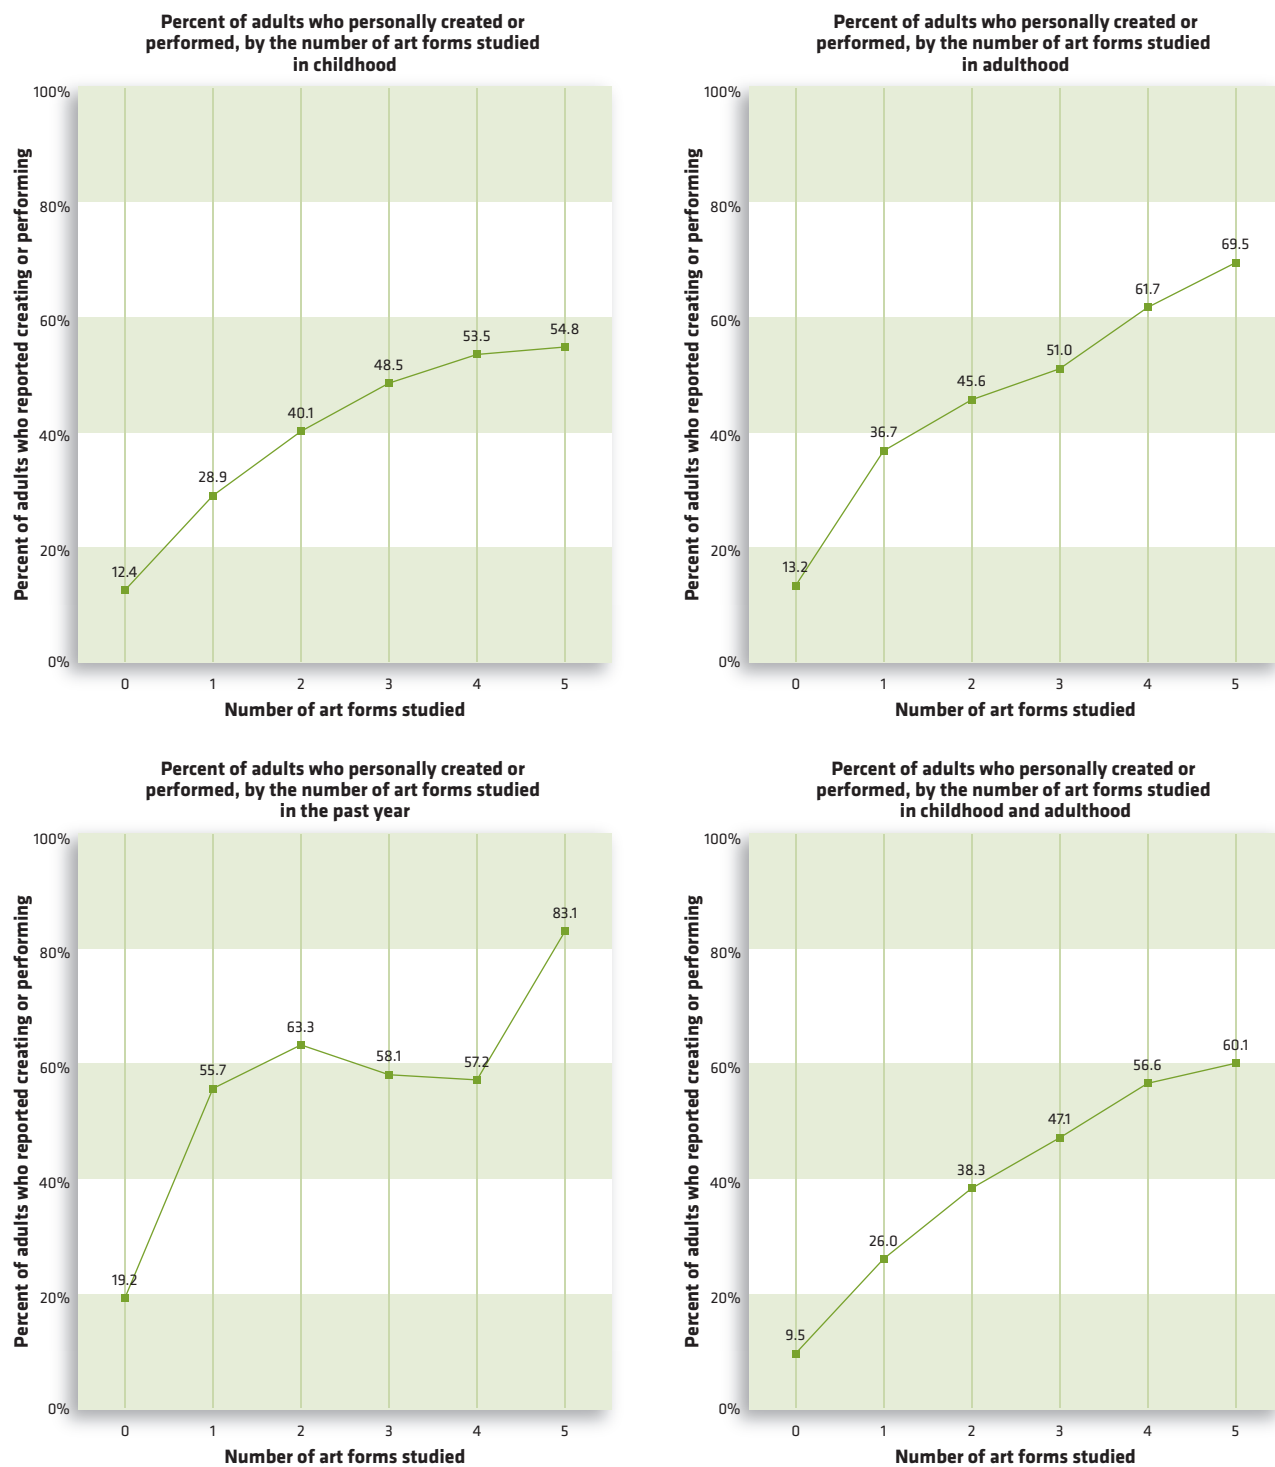 Percent of adults who personally created or
performed, by the number of art forms studied
in childhood
Percent of adults who reported creating or performing
100%
80%
60%
40%
20%
0%
12.4
28.9
40.1
48.5
53.5
54.8
0 1 2 3 4 5
Number of art forms studied
Percent of adults who personally created or
performed, by the number of art forms studied
in adulthood
Percent of adults who reported creating or performing
100%
80%
60%
40%
20%
0%
13.2
36.7
45.6
51.0
61.7
69.5
0 1 2 3 4 5
Number of art forms studied
Percent of adults who personally created or
performed, by the number of art forms studied
in the past year
Percent of adults who reported creating or performing
100%
80%
60%
40%
20%
0%
19.2
55.7
63.3
58.1
57.2
83.1
0 1 2 3 4 5
Number of art forms studied
Percent of adults who personally created or
performed, by the number of art forms studied
in childhood and adulthood
Percent of adults who reported creating or performing
100%
80%
60%
40%
20%
0%
9.5
26.0
38.3
47.1
56.6
60.1
0 1 2 3 4 5
Number of art forms studied